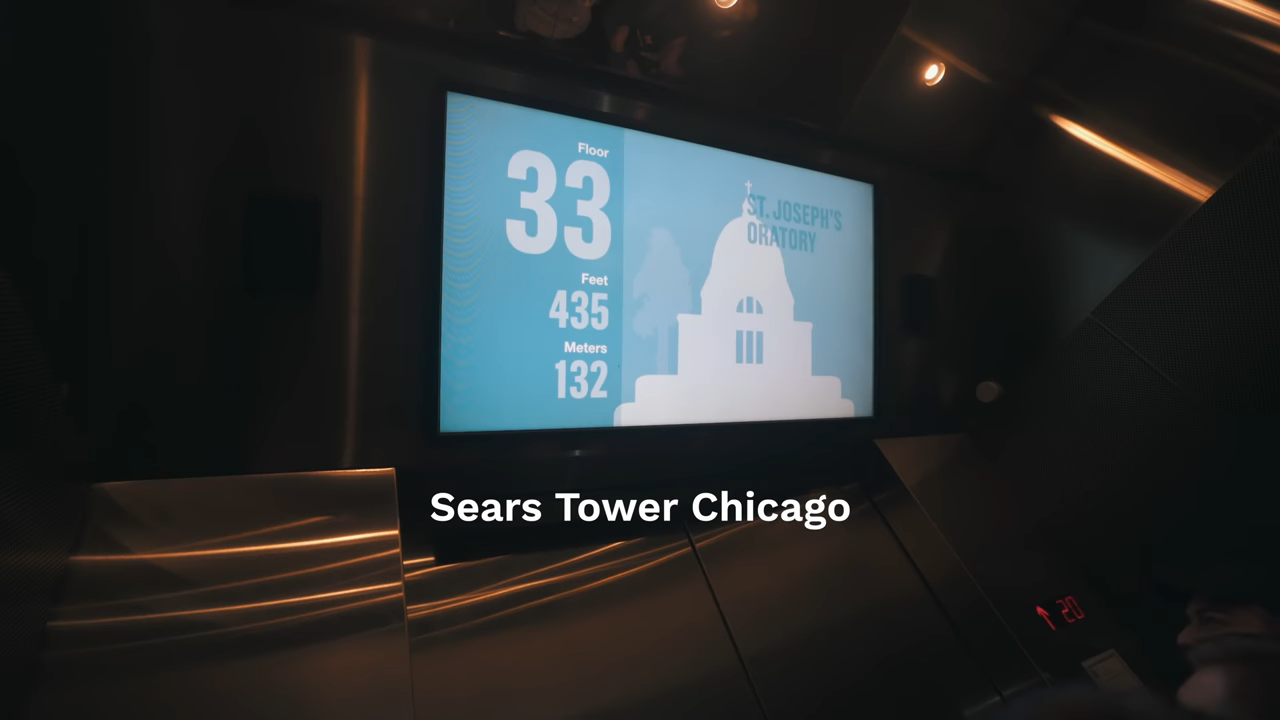 Floor
33
Feet
435
Meters
132
ST. JOSEPH'S
ORATORY
Sears Tower Chicago
20